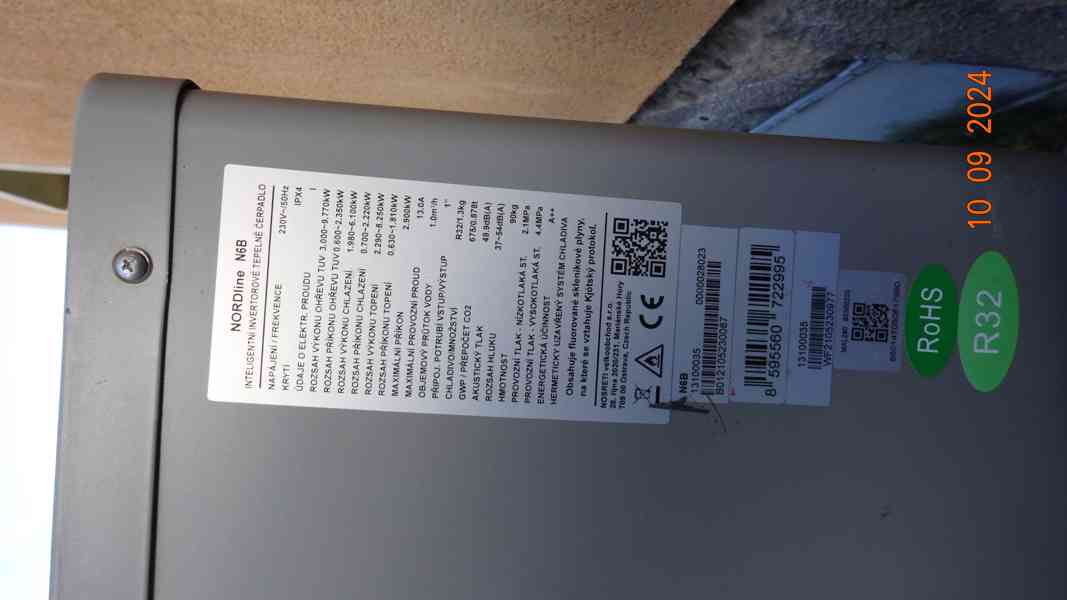 NORDline N6B
INTELIGENTNÍ INVERTOROVÉ TEPELNÉ ČERPADLO
NAPÁJENÍ / FREKVENCE 230V~/50Hz
KRYTÍ IPX4
ÚDAJE O ELEKTR. PROUDU I
ROZSAH VÝKONU OHŘEVU TUV 3.000~9.770kW
ROZSAH PŘÍKONU OHŘEVU TUV 0.600~2.350kW
ROZSAH VÝKONU CHLAZENÍ 1.980~6.100kW
ROZSAH PŘÍKONU CHLAZENÍ 0.700~2.220kW
ROZSAH VÝKONU TOPENÍ 2.290~8.250kW
ROZSAH PŘÍKONU TOPENÍ 0.630~1.810kW
MAXIMÁLNÍ PŘÍKON 2.900kW
MAXIMÁLNÍ PROVOZNÍ PROUD 13.0A
OBJEMOVÝ PRŮTOK VODY 1.0m³/h
PŘIPOJ. POTRUBÍ VSTUP/VÝSTUP 1"
CHLADIVO/MNOŽSTVÍ R32/1.3kg
GWP / PŘEPOČET CO2 675/0.878t
AKUSTICKÝ TLAK 49.9dB(A)
ROZSAH HLUKU 37~54dB(A)
HMOTNOST 90kg
PROVOZNÍ TLAK - NÍZKOTLAKÁ ST. 2.1MPa
PROVOZNÍ TLAK - VYSOKOTLAKÁ ST. 4.4MPa
ENERGETICKÁ ÚČINNOST A++
HERMETICKY UZAVŘENÝ SYSTÉM CHLADIVA
Obsahuje fluorované skleníkové plyny,
na které se vztahuje Kjótský protokol.
NOSRETI velkoobchod s.r.o.
28. října 2020/231, Mariánské Hory
709 00 Ostrava, Czech Republic
CE
N6B
13100035 0000028023
8012105230087
8 595560 722995
13100035
WF2105230977
RoHS
R32
10 09 2024